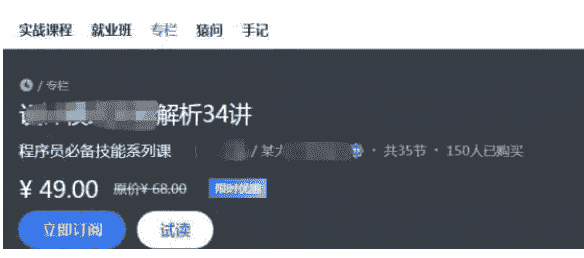 实战课程 就业班 专栏 猿问 手记
/ 专栏
解析34讲
程序员必备技能系列课 / 某 · 共35节 · 150人已购买
¥ 49.00 原价¥ 68.00 限时优惠
立即订阅 试读